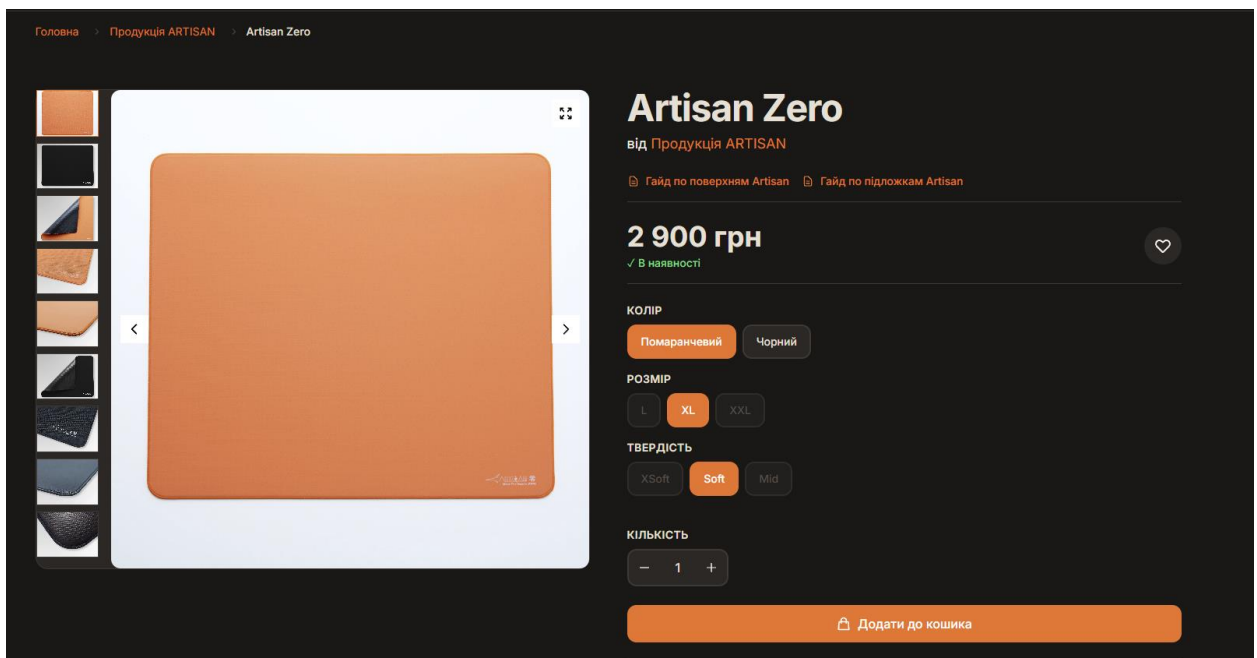 Головна > Продукція ARTISAN > Artisan Zero
Artisan Zero
від Продукція ARTISAN
Гайд по поверхням Artisan Гайд по підложкам Artisan
2 900 грн
✓ В наявності
КОЛІР
Помаранчевий Чорний
РОЗМІР
L XL XXL
ТВЕРДІСТЬ
XSoft Soft Mid
КІЛЬКІСТЬ
− 1 +
Додати до кошика